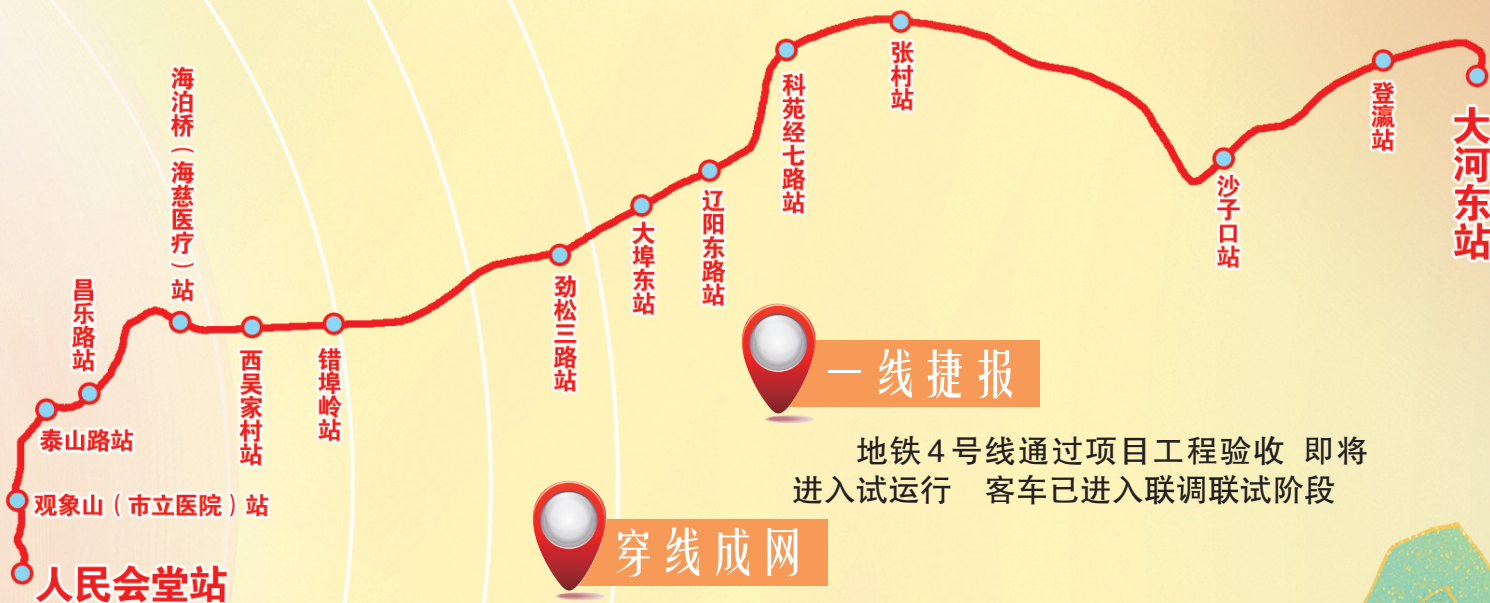 人民会堂站
观象山（市立医院）站
泰山路站
昌乐路站
海泊桥（海慈医疗）站
西吴家村站
错埠岭站
劲松三路站
大埠东站
辽阳东路站
科苑经七路站
张村站
沙子口站
登瀛站
大河东站
一线捷报
地铁4号线通过项目工程验收 即将
进入试运行 客车已进入联调联试阶段
穿线成网